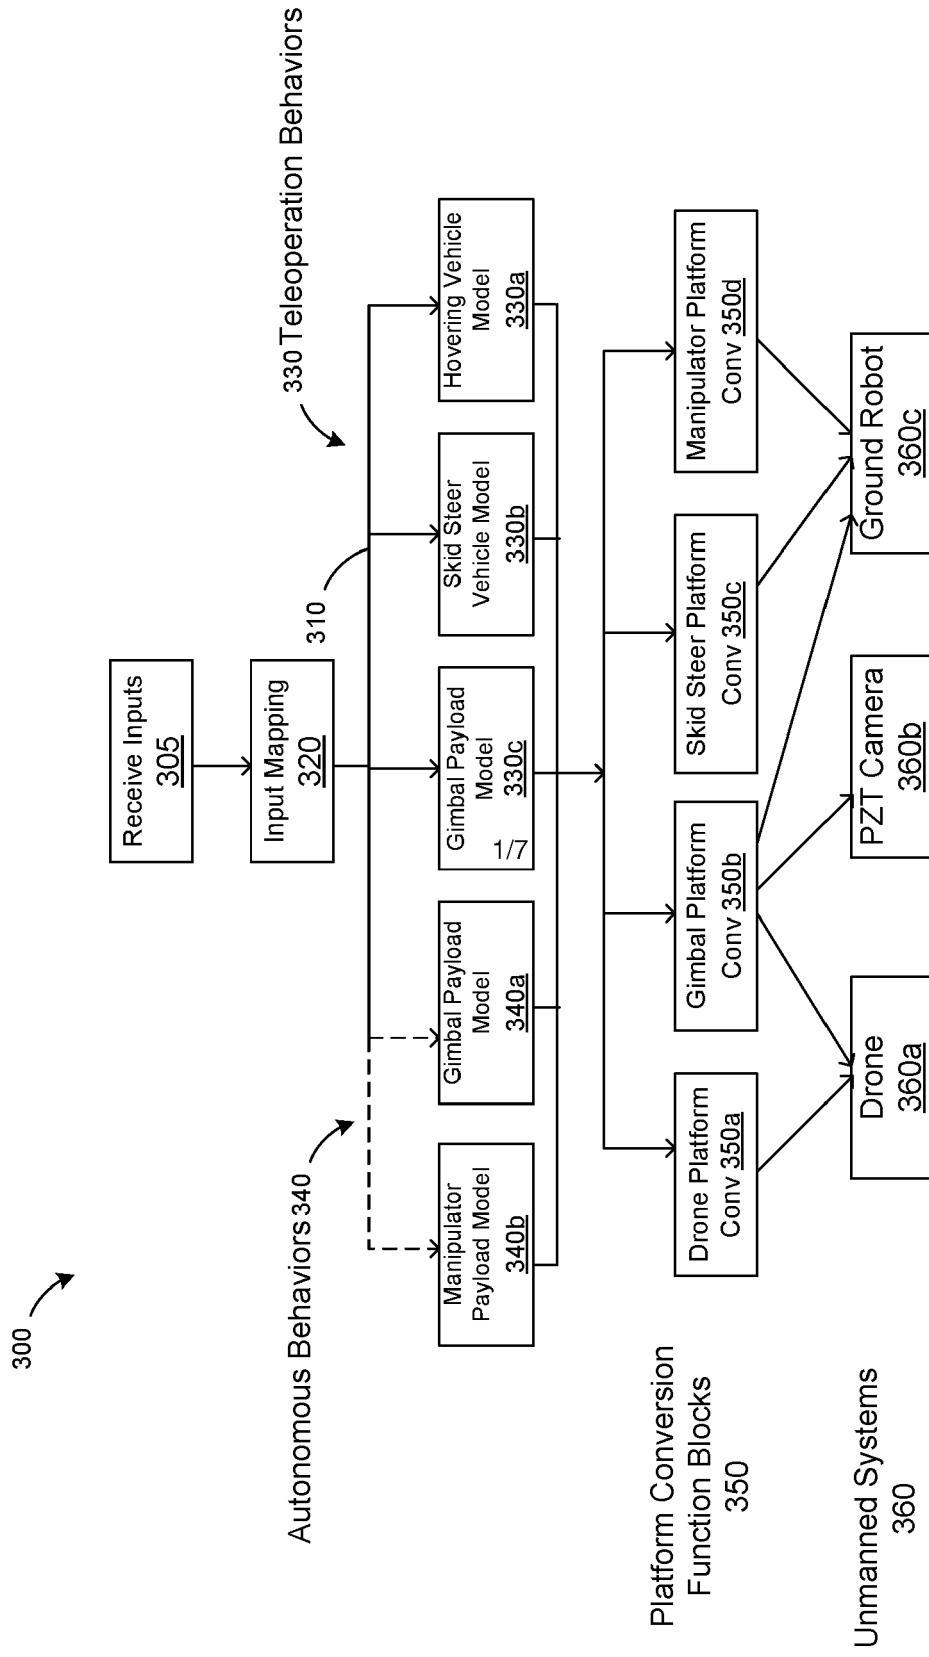 300
Receive Inputs
305
Input Mapping
320
310
Autonomous Behaviors 340
330 Teleoperation Behaviors
Manipulator
Payload Model
340b
Gimbal Payload
Model
340a
Gimbal Payload
Model
330c
1/7
Skid Steer
Vehicle Model
330b
Hovering Vehicle
Model
330a
Platform Conversion
Function Blocks
350
Drone Platform
Conv 350a
Gimbal Platform
Conv 350b
Skid Steer Platform
Conv 350c
Manipulator Platform
Conv 350d
Unmanned Systems
360
Drone
360a
PZT Camera
360b
Ground Robot
360c